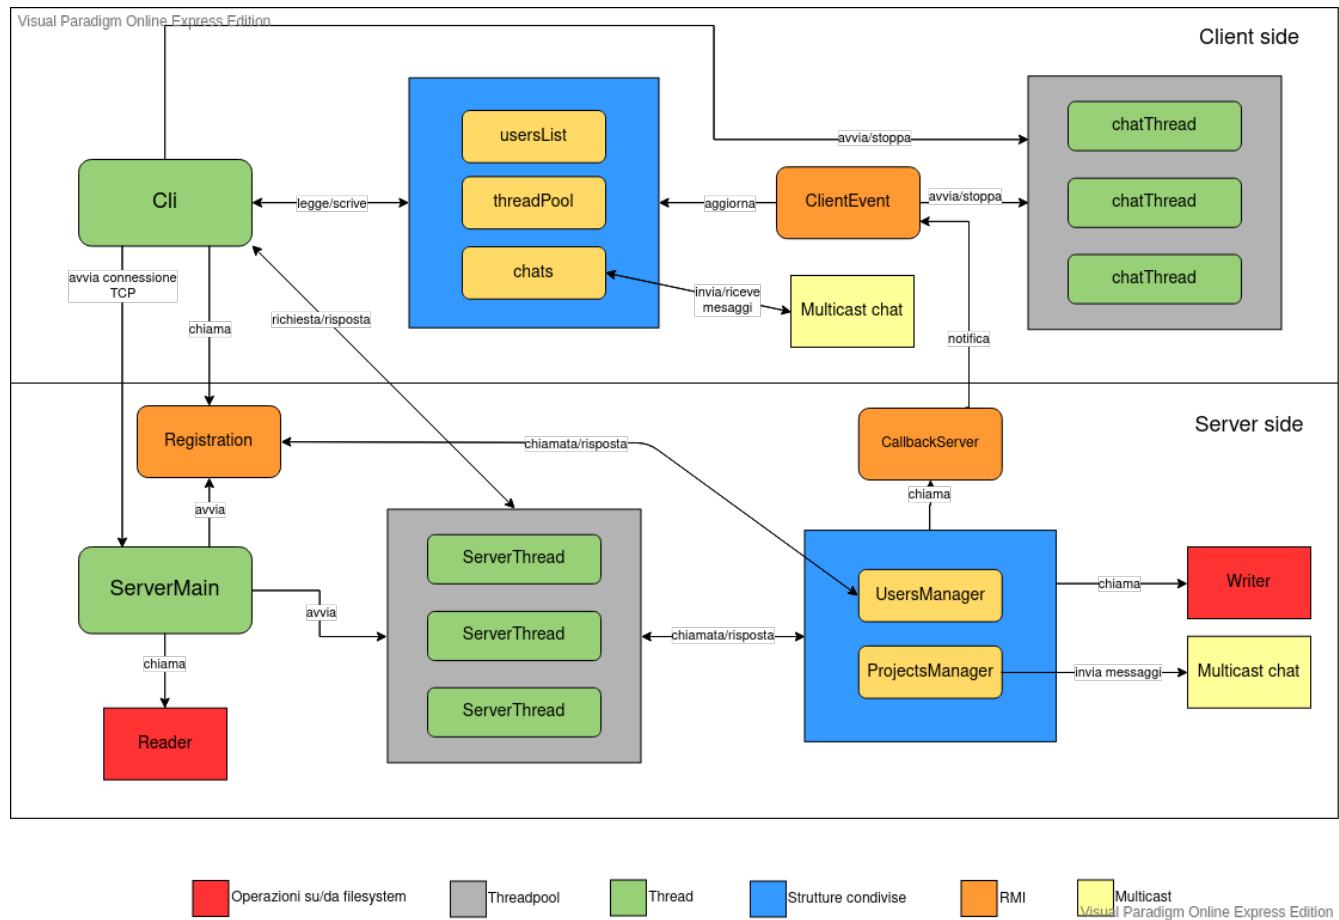 Visual Paradigm Online Express Edition
Client side
usersList
chatThread
avvia/stoppa
Cli
legge/scrive
threadPool
aggiorna
ClientEvent
avvia/stoppa
chatThread
chats
chatThread
avvia connessione
TCP
invia/riceve
mesaggi
Multicast chat
richiesta/risposta
chiama
notifica
Server side
Registration
chiamata/risposta
CallbackServer
chiama
avvia
ServerThread
ServerMain
UsersManager
chiama
Writer
avvia
ServerThread
chiamata/risposta
chiama
ProjectsManager
invia messaggi
Multicast chat
ServerThread
Reader
Operazioni su/da filesystem
Threadpool
Thread
Strutture condivise
RMI
Multicast
Visual Paradigm Online Express Edition